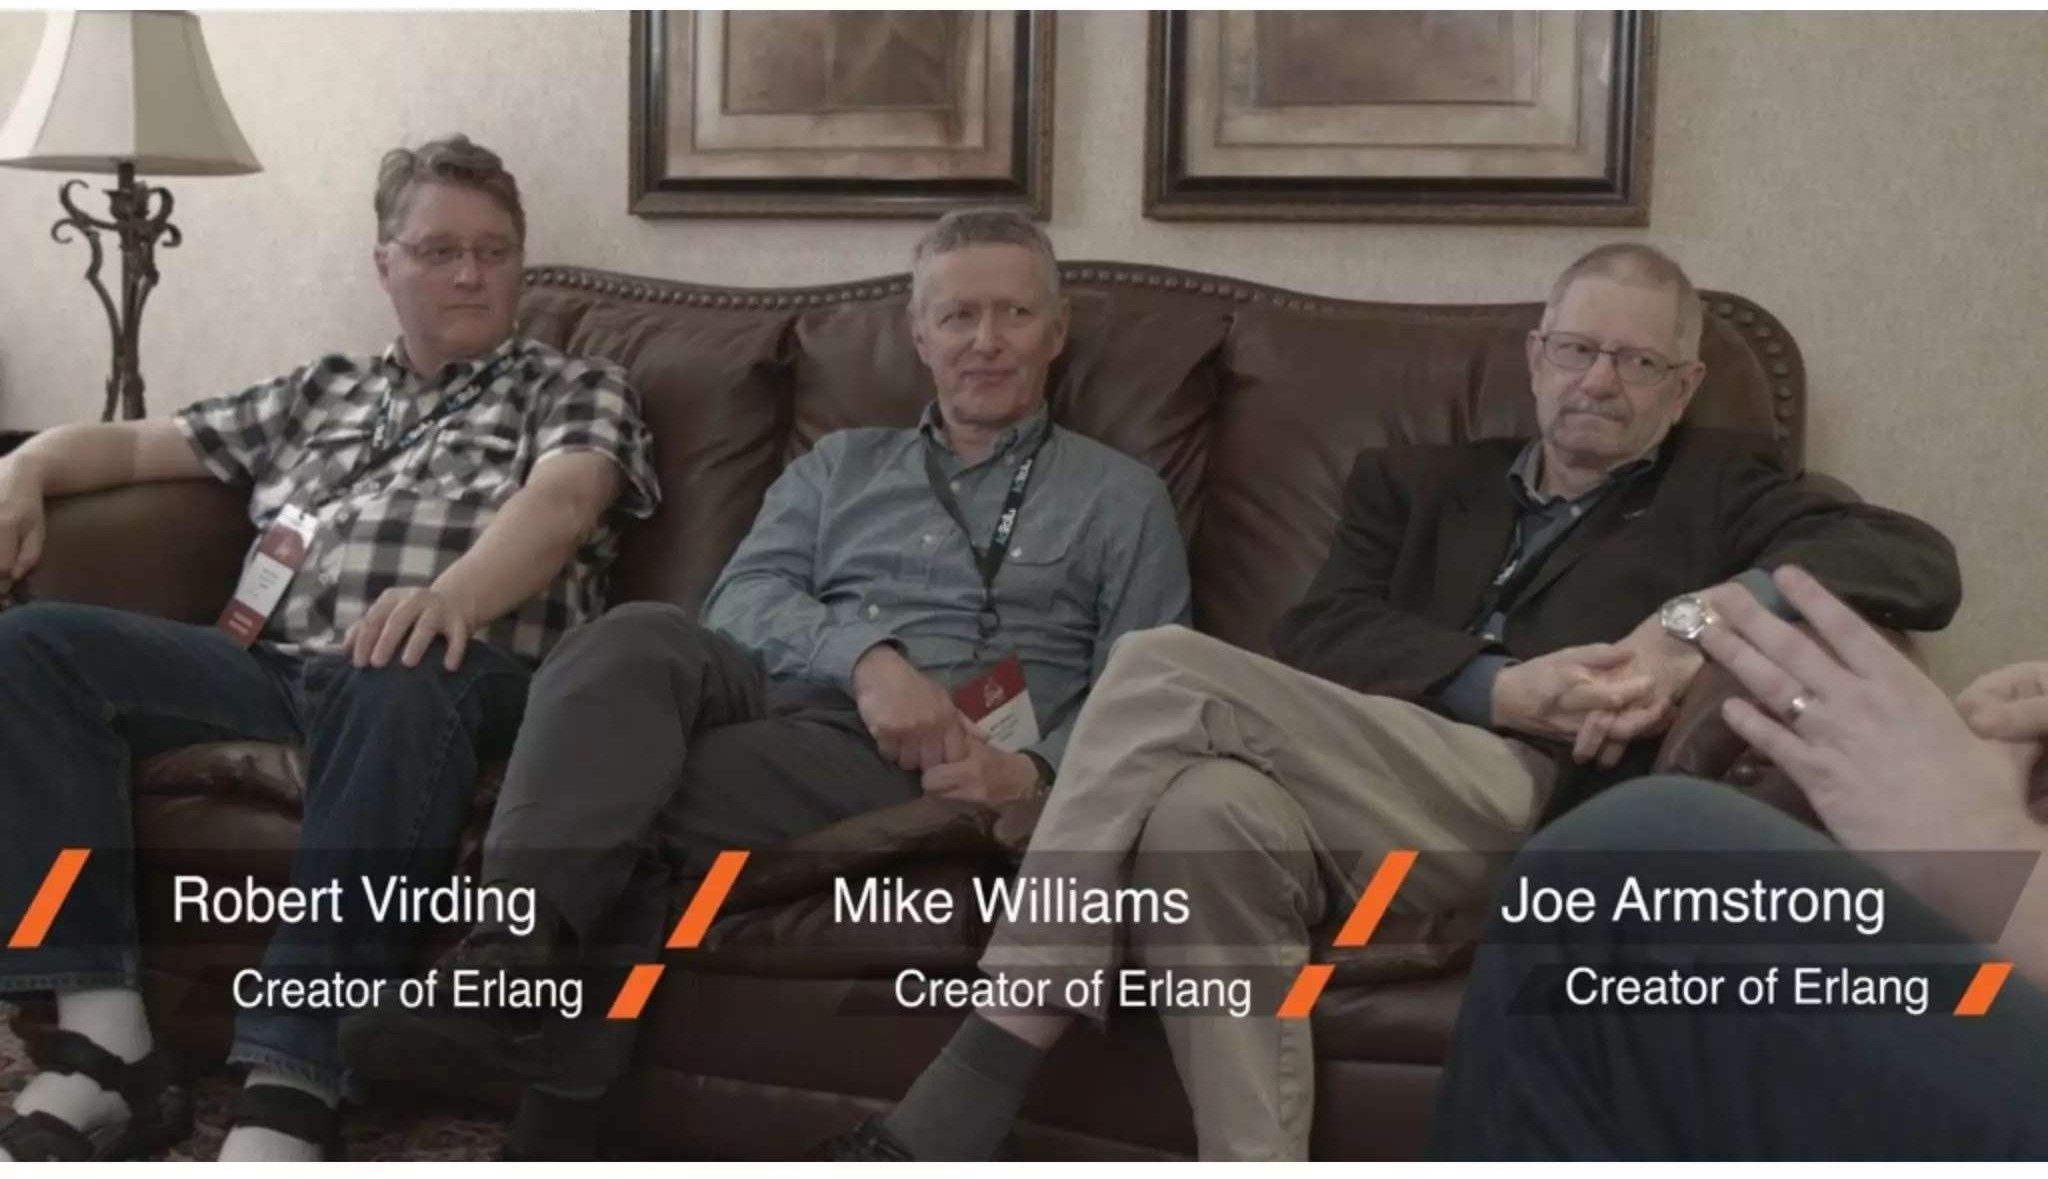 Robert Virding
Creator of Erlang
Mike Williams
Creator of Erlang
Joe Armstrong
Creator of Erlang